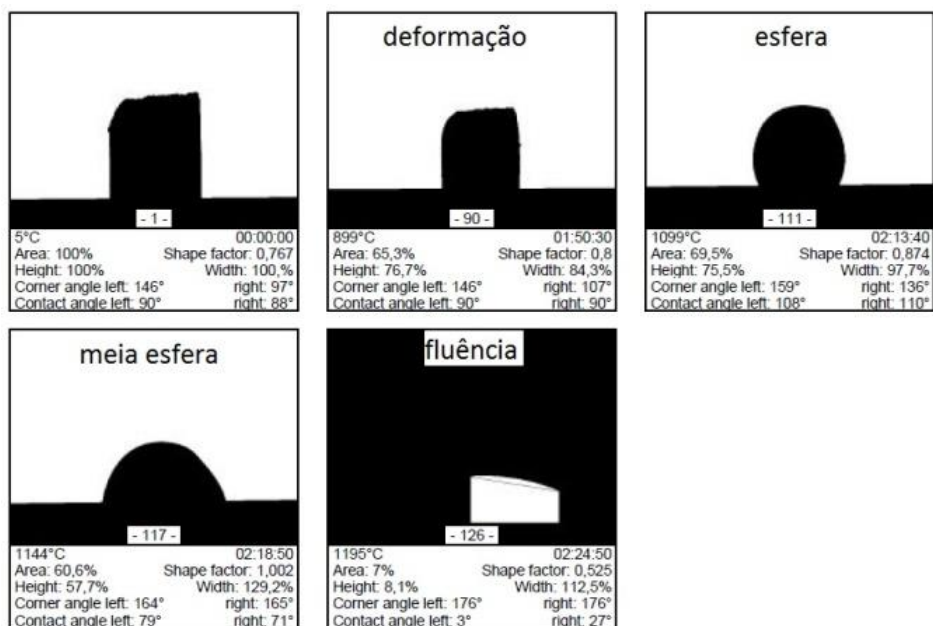 - 1 -
5°C 00:00:00
Area: 100% Shape factor: 0,767
Height: 100% Width: 100,%
Corner angle left: 146° right: 97°
Contact angle left: 90° right: 88°
deformação
- 90 -
899°C 01:50:30
Area: 65,3% Shape factor: 0,8
Height: 76,7% Width: 84,3%
Corner angle left: 146° right: 107°
Contact angle left: 90° right: 90°
esfera
- 111 -
1099°C 02:13:40
Area: 69,5% Shape factor: 0,874
Height: 75,5% Width: 97,7%
Corner angle left: 159° right: 136°
Contact angle left: 108° right: 110°
meia esfera
- 117 -
1144°C 02:18:50
Area: 60,6% Shape factor: 1,002
Height: 57,7% Width: 129,2%
Corner angle left: 164° right: 165°
Contact angle left: 79° right: 71°
fluência
- 126 -
1195°C 02:24:50
Area: 7% Shape factor: 0,525
Height: 8,1% Width: 112,5%
Corner angle left: 176° right: 176°
Contact angle left: 3° right: 27°